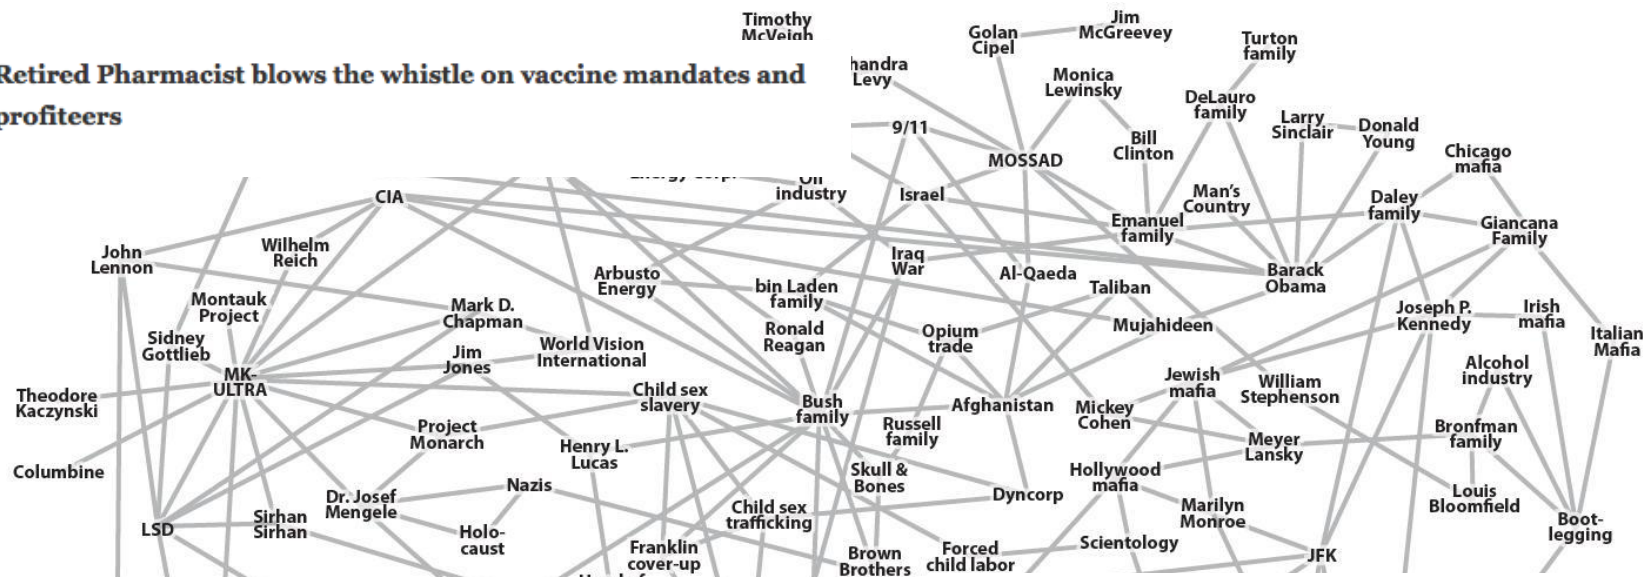 Timothy
McVeigh
Retired Pharmacist blows the whistle on vaccine mandates and
profiteers
Golan
Cipel
Jim
McGreevey
Turton
family
handra
Levy
Monica
Lewinsky
DeLauro
family
Larry
Sinclair
Donald
Young
9/11
Bill
Clinton
MOSSAD
Chicago
mafia
Oil
industry
Israel
Man's
Country
Daley
family
CIA
Emanuel
family
Giancana
Family
John
Lennon
Wilhelm
Reich
Iraq
War
Arbusto
Energy
bin Laden
family
Al-Qaeda
Taliban
Barack
Obama
Montauk
Project
Mark D.
Chapman
Joseph P.
Kennedy
Irish
mafia
Sidney
Gottlieb
Ronald
Reagan
Opium
trade
Mujahideen
Italian
Mafia
Jim
Jones
World Vision
International
MK-
ULTRA
Alcohol
industry
Theodore
Kaczynski
Child sex
slavery
Bush
family
Afghanistan
Jewish
mafia
William
Stephenson
Mickey
Cohen
Project
Monarch
Henry L.
Lucas
Russell
family
Meyer
Lansky
Bronfman
family
Columbine
Skull &
Bones
Hollywood
mafia
Nazis
Dyncorp
Louis
Bloomfield
Dr. Josef
Mengele
Child sex
trafficking
Marilyn
Monroe
LSD
Sirhan
Sirhan
Holo-
caust
Boot-
legging
Franklin
cover-up
Brown
Brothers
Forced
child labor
Scientology
JFK